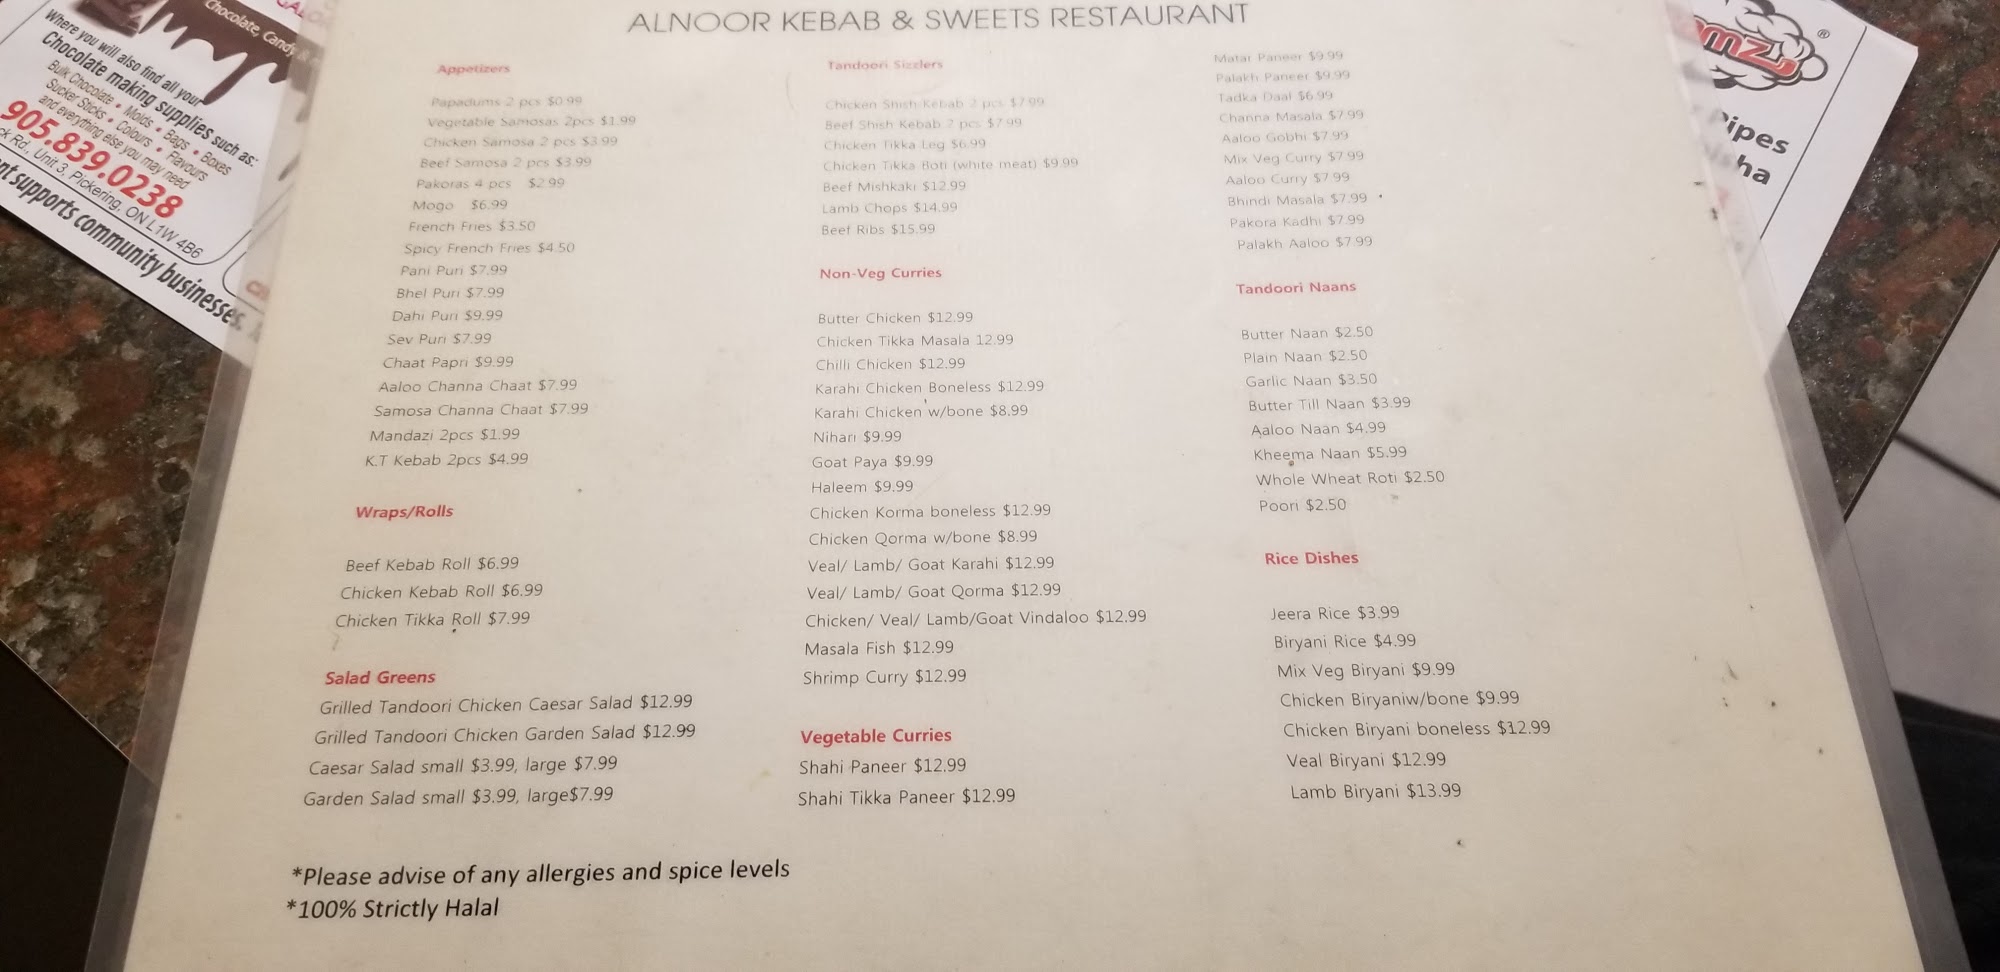 Where you will also find all your
Chocolate making supplies such as:
Bulk Chocolate • Molds • Bags • Boxes
Sucker Sticks • Colours • Flavours
and everything else you may need
905.839.0238
Rd., Unit 3, Pickering, ON L1W 4B6
supports community businesses.
Chocolate, Candy
ALNOOR KEBAB & SWEETS RESTAURANT
Appetizers
Papadums 2 pcs $0.99
Vegetable Samosas 2pcs $1.99
Chicken Samosa 2 pcs $3.99
Beef Samosa 2 pcs $3.99
Pakoras 4 pcs $2.99
Mogo $6.99
French Fries $3.50
Spicy French Fries $4.50
Pani Puri $7.99
Bhel Puri $7.99
Dahi Puri $9.99
Sev Puri $7.99
Chaat Papri $9.99
Aaloo Channa Chaat $7.99
Samosa Channa Chaat $7.99
Mandazi 2pcs $1.99
K.T Kebab 2pcs $4.99
Wraps/Rolls
Beef Kebab Roll $6.99
Chicken Kebab Roll $6.99
Chicken Tikka Roll $7.99
Salad Greens
Grilled Tandoori Chicken Caesar Salad $12.99
Grilled Tandoori Chicken Garden Salad $12.99
Caesar Salad small $3.99, large $7.99
Garden Salad small $3.99, large$7.99
*Please advise of any allergies and spice levels
*100% Strictly Halal
Tandoori Sizzlers
Chicken Shish Kebab 2 pcs $7.99
Beef Shish Kebab 2 pcs $7.99
Chicken Tikka Leg $6.99
Chicken Tikka Boti (white meat) $9.99
Beef Mishkaki $12.99
Lamb Chops $14.99
Beef Ribs $15.99
Non-Veg Curries
Butter Chicken $12.99
Chicken Tikka Masala 12.99
Chilli Chicken $12.99
Karahi Chicken Boneless $12.99
Karahi Chicken w/bone $8.99
Nihari $9.99
Goat Paya $9.99
Haleem $9.99
Chicken Korma boneless $12.99
Chicken Qorma w/bone $8.99
Veal/ Lamb/ Goat Karahi $12.99
Veal/ Lamb/ Goat Qorma $12.99
Chicken/ Veal/ Lamb/Goat Vindaloo $12.99
Masala Fish $12.99
Shrimp Curry $12.99
Vegetable Curries
Shahi Paneer $12.99
Shahi Tikka Paneer $12.99
Matar Paneer $9.99
Palakh Paneer $9.99
Tadka Daal $6.99
Channa Masala $7.99
Aaloo Gobhi $7.99
Mix Veg Curry $7.99
Aaloo Curry $7.99
Bhindi Masala $7.99
Pakora Kadhi $7.99
Palakh Aaloo $7.99
Tandoori Naans
Butter Naan $2.50
Plain Naan $2.50
Garlic Naan $3.50
Butter Till Naan $3.99
Aaloo Naan $4.99
Kheema Naan $5.99
Whole Wheat Roti $2.50
Poori $2.50
Rice Dishes
Jeera Rice $3.99
Biryani Rice $4.99
Mix Veg Biryani $9.99
Chicken Biryaniw/bone $9.99
Chicken Biryani boneless $12.99
Veal Biryani $12.99
Lamb Biryani $13.99